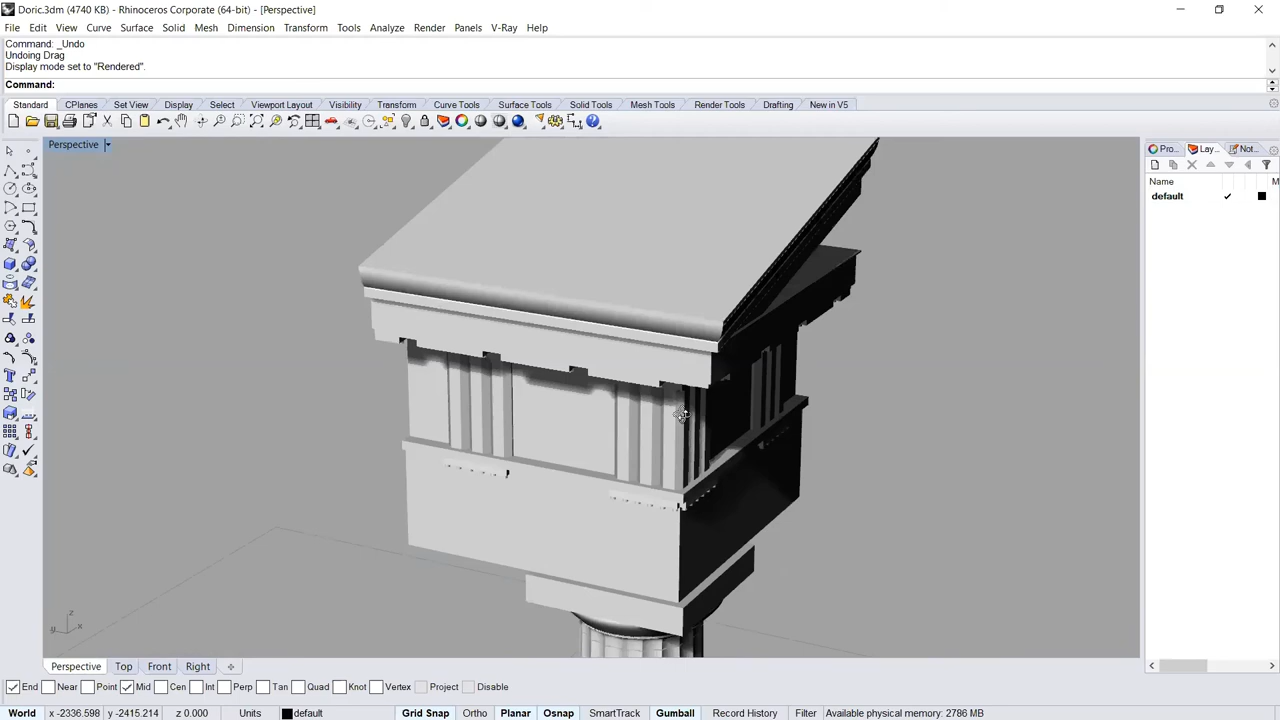 Doric.3dm (4740 KB) - Rhinoceros Corporate (64-bit) - [Perspective]
File Edit View Curve Surface Solid Mesh Dimension Transform Tools Analyze Render Panels V-Ray Help
Command: _Undo
Undoing Drag
Display mode set to "Rendered".
Command:
Standard CPlanes Set View Display Select Viewport Layout Visibility Transform Curve Tools Surface Tools Solid Tools Mesh Tools Render Tools Drafting New in V5
Perspective
Pro... Lay... Not...
Name M
default
z
y x
Perspective Top Front Right
End Near Point Mid Cen Int Perp Tan Quad Knot Vertex Project Disable
World x -2336.598 y -2415.214 z 0.000 Units default Grid Snap Ortho Planar Osnap SmartTrack Gumball Record History Filter Available physical memory: 2786 MB